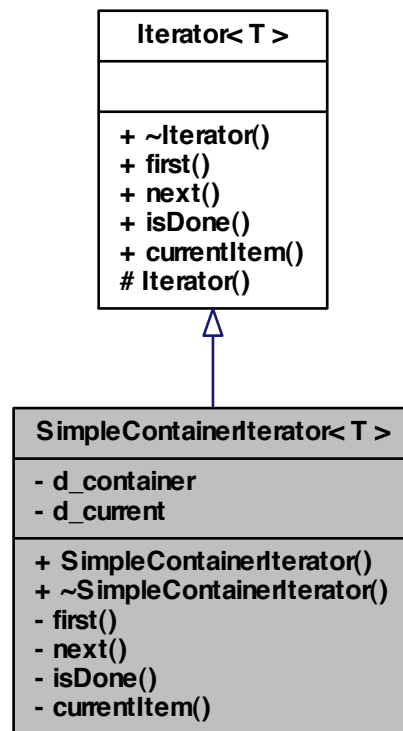 Iterator< T >
+ ~Iterator()
+ first()
+ next()
+ isDone()
+ currentItem()
# Iterator()
SimpleContainerIterator< T >
- d_container
- d_current
+ SimpleContainerIterator()
+ ~SimpleContainerIterator()
- first()
- next()
- isDone()
- currentItem()